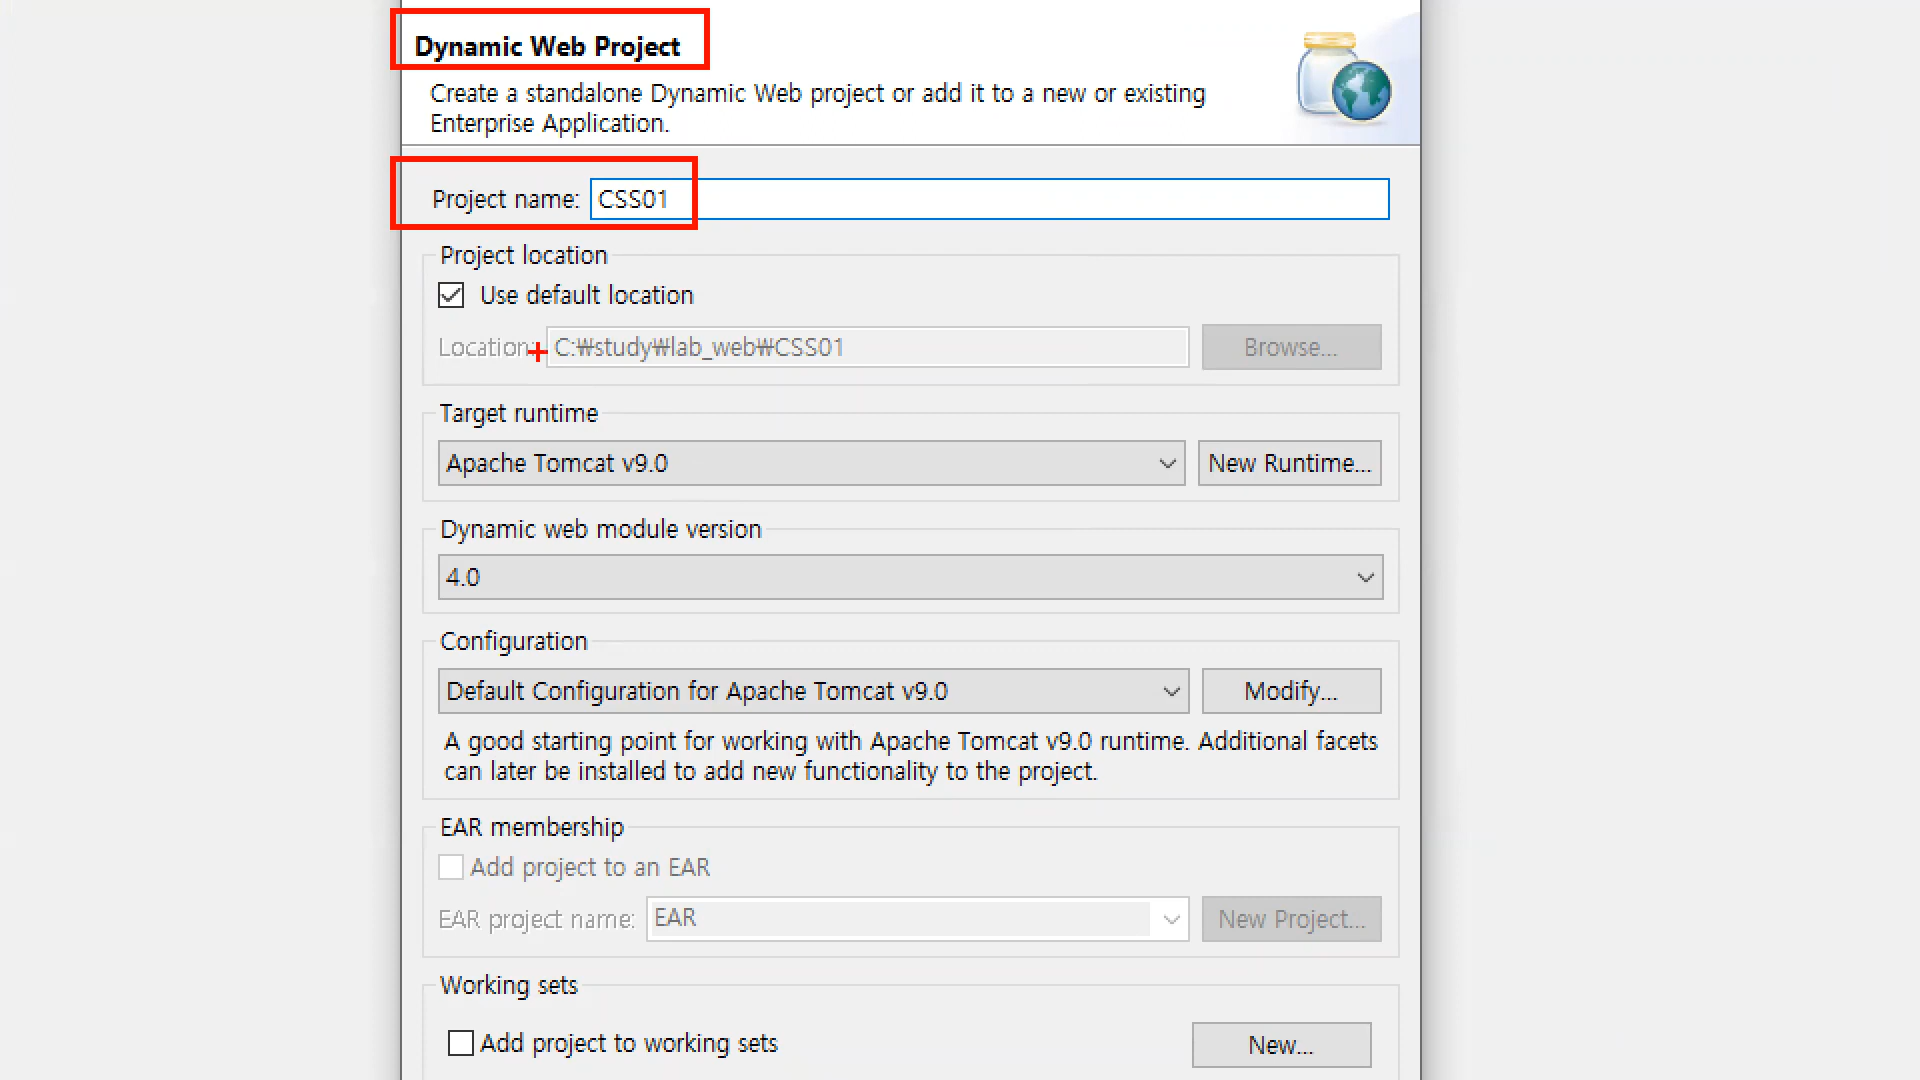 Dynamic Web Project
Create a standalone Dynamic Web project or add it to a new or existing
Enterprise Application.
Project name: CSS01
Project location
Use default location
Location: C:₩study₩lab_web₩CSS01 Browse...
Target runtime
Apache Tomcat v9.0 New Runtime...
Dynamic web module version
4.0
Configuration
Default Configuration for Apache Tomcat v9.0 Modify...
A good starting point for working with Apache Tomcat v9.0 runtime. Additional facets
can later be installed to add new functionality to the project.
EAR membership
Add project to an EAR
EAR project name: EAR New Project...
Working sets
Add project to working sets New...